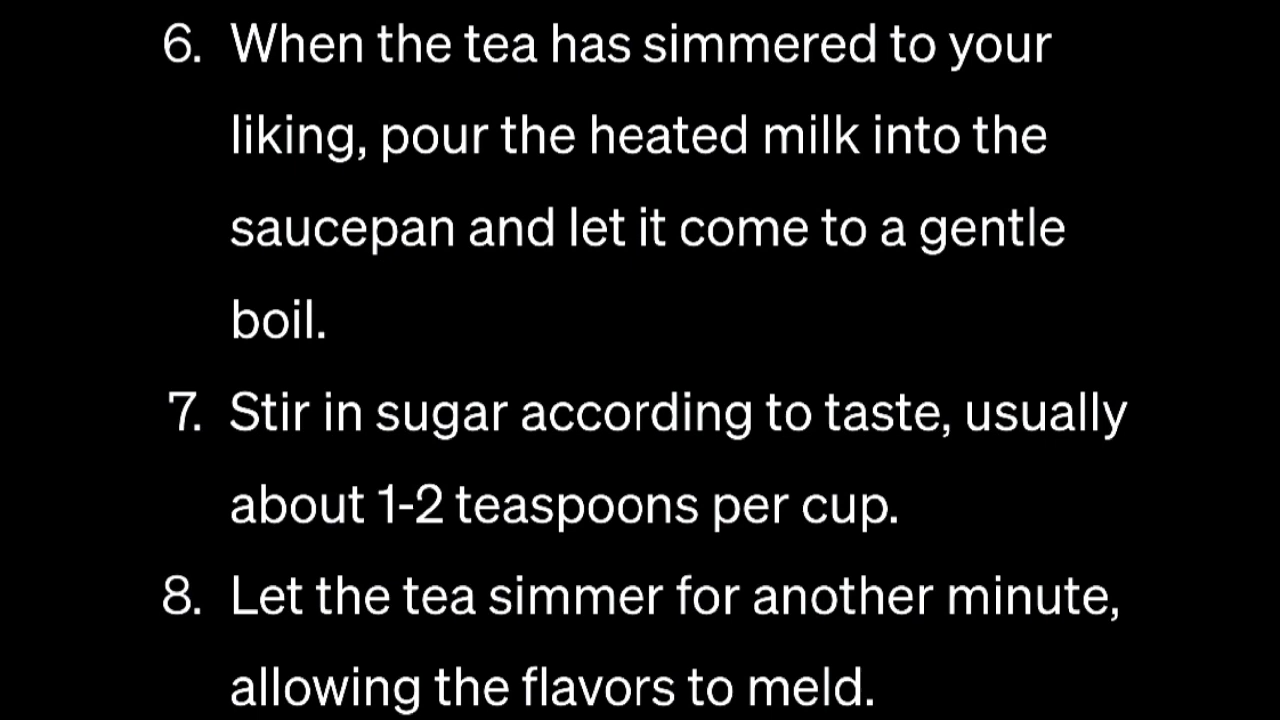 6. When the tea has simmered to your
liking, pour the heated milk into the
saucepan and let it come to a gentle
boil.
7. Stir in sugar according to taste, usually
about 1-2 teaspoons per cup.
8. Let the tea simmer for another minute,
allowing the flavors to meld.